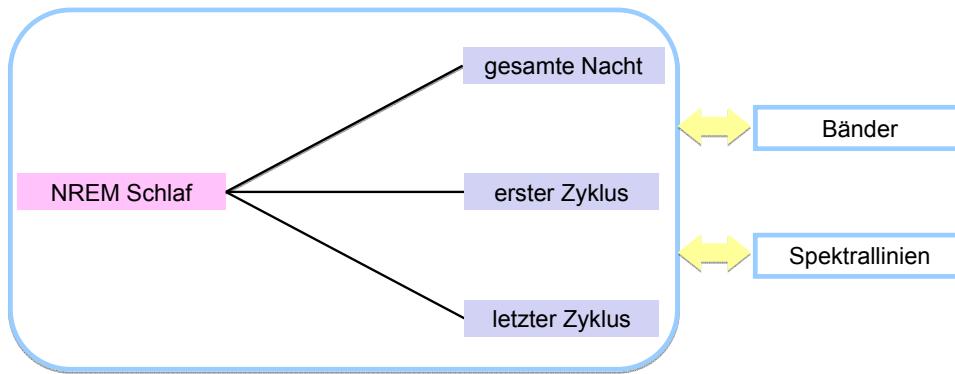 gesamte Nacht
Bänder
NREM Schlaf
erster Zyklus
Spektrallinien
letzter Zyklus